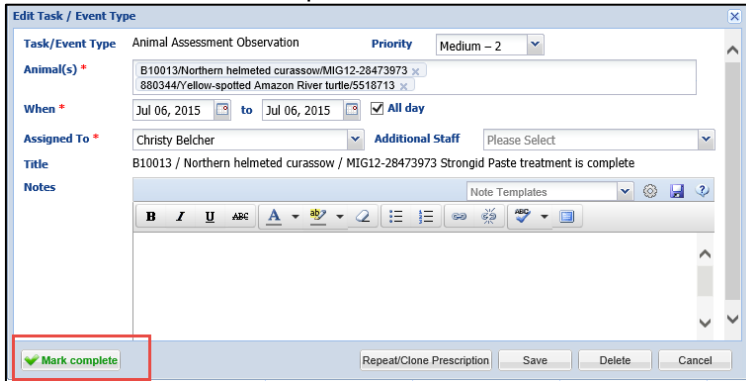 Edit Task / Event Type
Task/Event Type Animal Assessment Observation Priority Medium – 2
Animal(s) * B10013/Northern helmeted curassow/MIG12-28473973 x
880344/Yellow-spotted Amazon River turtle/5518713 x
When * Jul 06, 2015 to Jul 06, 2015 All day
Assigned To * Christy Belcher Additional Staff Please Select
Title B10013 / Northern helmeted curassow / MIG12-28473973 Strongid Paste treatment is complete
Notes Note Templates
B I U ABC A ab ABC
Mark complete Repeat/Clone Prescription Save Delete Cancel